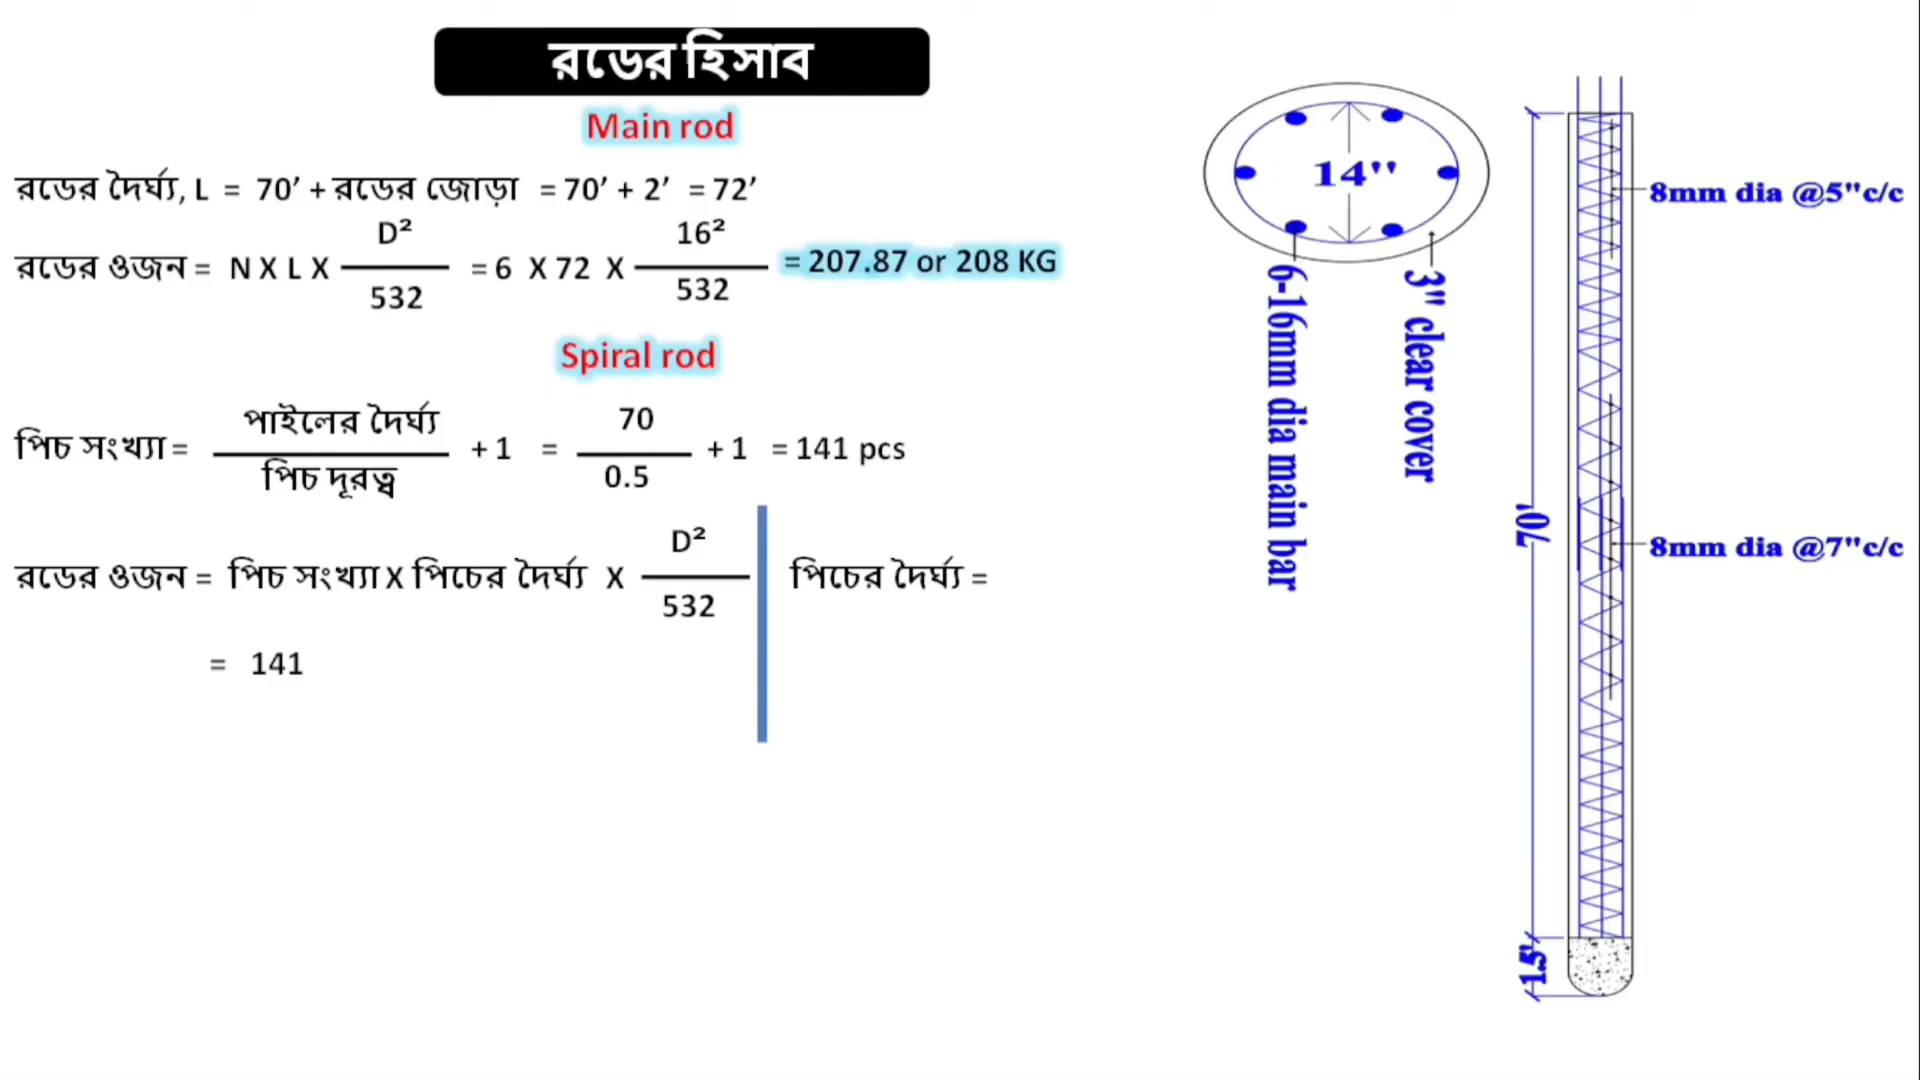 রডের হিসাব
Main rod
রডের দৈর্ঘ্য, L = 70’ + রডের জোড়া = 70’ + 2’ = 72’
D² 16²
রডের ওজন = N X L X = 6 X 72 X = 207.87 or 208 KG
532 532
Spiral rod
পাইলের দৈর্ঘ্য 70
পিচ সংখ্যা = + 1 = + 1 = 141 pcs
পিচ দূরত্ব 0.5
D²
রডের ওজন = পিচ সংখ্যা X পিচের দৈর্ঘ্য X পিচের দৈর্ঘ্য =
532
= 141
14''
6-16mm dia main bar
3" clear cover
8mm dia @5"c/c
70'
8mm dia @7"c/c
1.5'